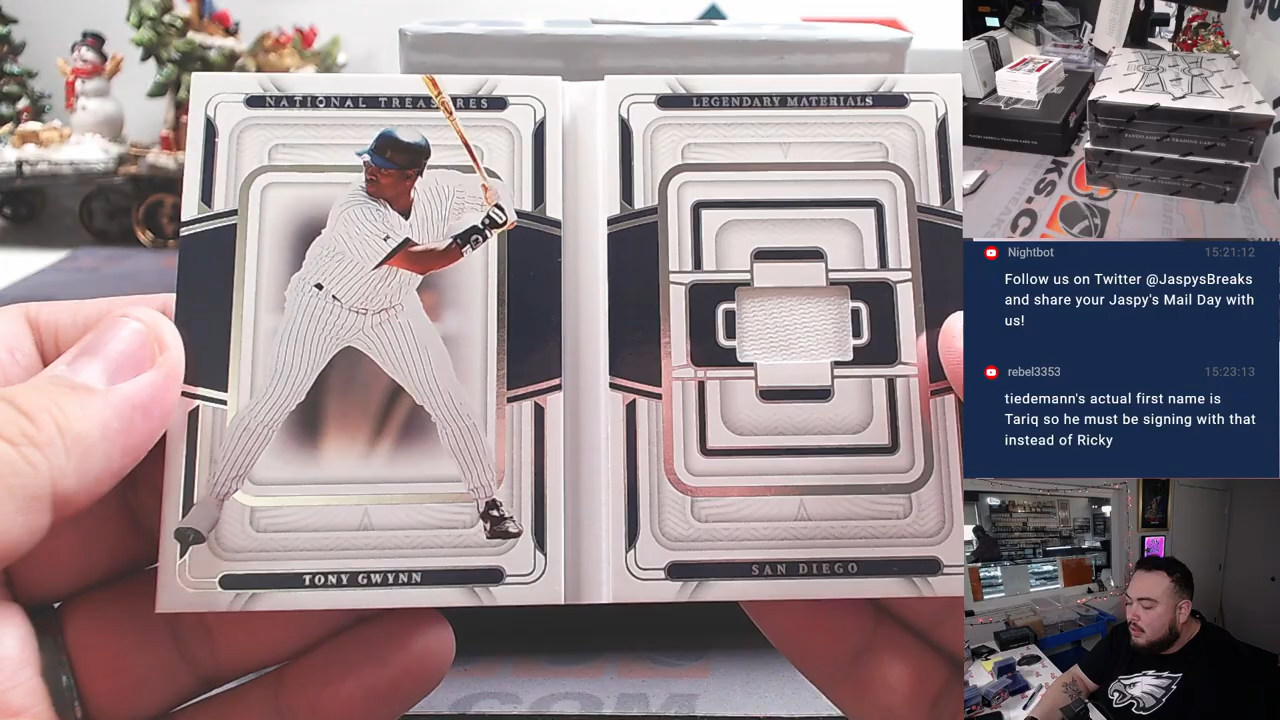 NATIONAL TREASURES
LEGENDARY MATERIALS
TONY GWYNN
SAN DIEGO
.COM
KS.C
Nightbot 15:21:12
Follow us on Twitter @JaspysBreaks
and share your Jaspy's Mail Day with
us!
rebel3353 15:23:13
tiedemann's actual first name is
Tariq so he must be signing with that
instead of Ricky